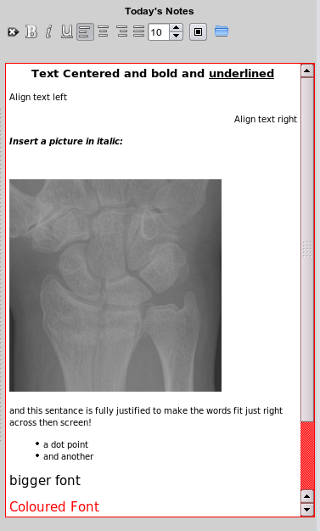 Today's Notes
B i U 10
Text Centered and bold and underlined
Align text left
Align text right
Insert a picture in italic:
and this sentance is fully justified to make the words fit just right
across then screen!
• a dot point
• and another
bigger font
Coloured Font